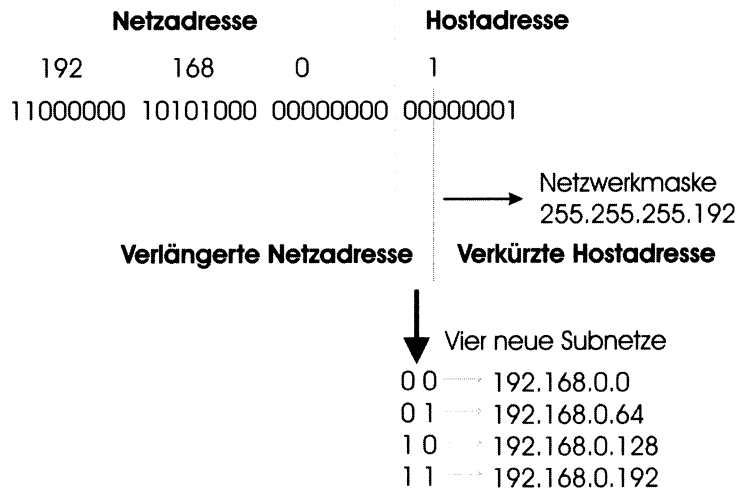 Netzadresse Hostadresse
192 168 0 1
11000000 10101000 00000000 00000001
Netzwerkmaske
255.255.255.192
Verlängerte Netzadresse Verkürzte Hostadresse
Vier neue Subnetze
0 0 192.168.0.0
0 1 192.168.0.64
1 0 192.168.0.128
1 1 192.168.0.192